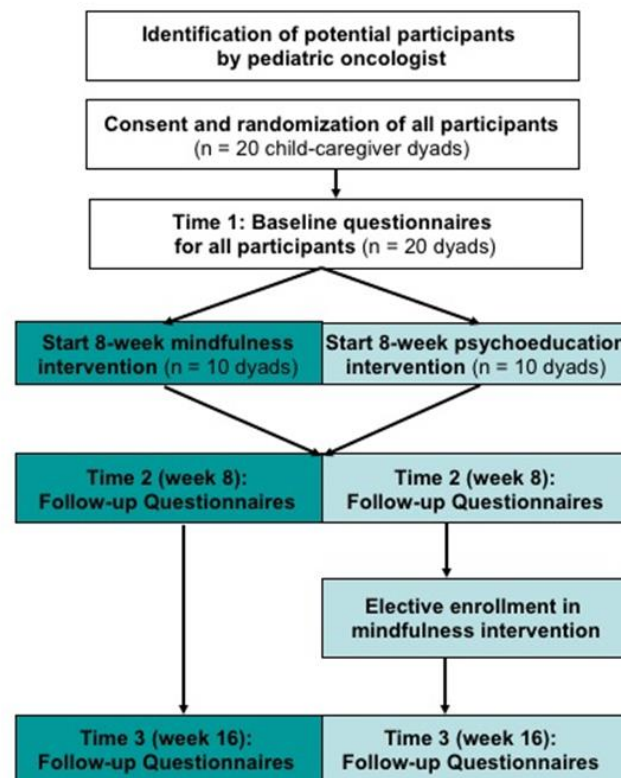 Identification of potential participants
by pediatric oncologist
Consent and randomization of all participants
(n = 20 child-caregiver dyads)
Time 1: Baseline questionnaires
for all participants (n = 20 dyads)
Start 8-week mindfulness
intervention (n = 10 dyads)
Start 8-week psychoeducation
intervention (n = 10 dyads)
Time 2 (week 8):
Follow-up Questionnaires
Time 2 (week 8):
Follow-up Questionnaires
Elective enrollment in
mindfulness intervention
Time 3 (week 16):
Follow-up Questionnaires
Time 3 (week 16):
Follow-up Questionnaires